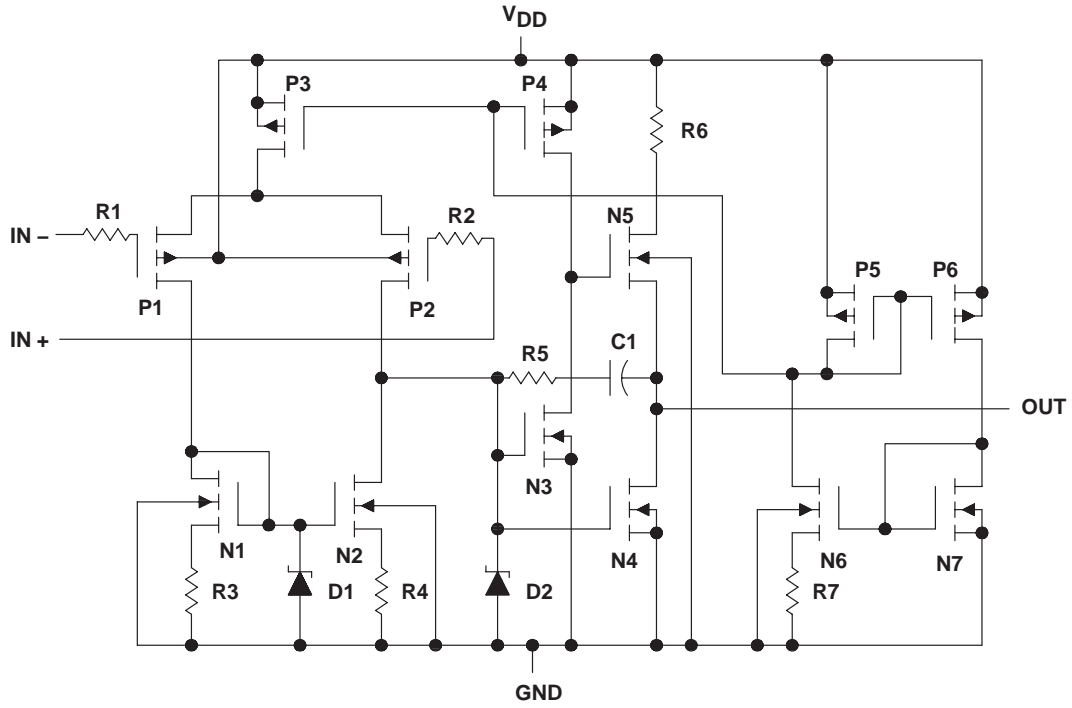 VDD
P3
P4
R6
R1
R2
N5
IN –
P5
P6
P1
P2
IN +
R5
C1
OUT
N3
N1
N2
N4
N6
N7
R3
D1
R4
D2
R7
GND